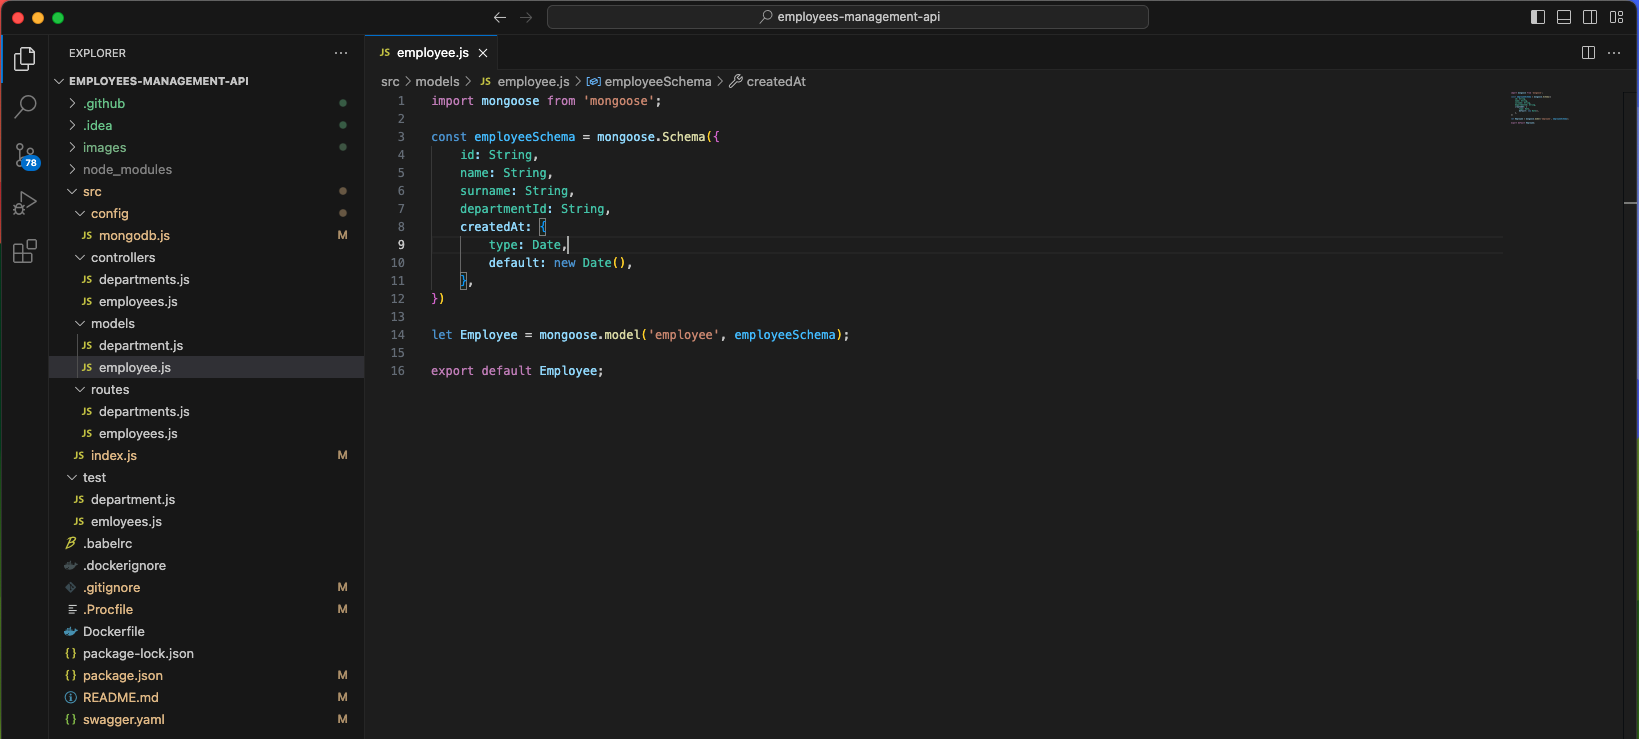 employees-management-api
EXPLORER
JS employee.js
EMPLOYEES-MANAGEMENT-API
.github
.idea
images
node_modules
src
config
JS mongodb.js M
controllers
JS departments.js
JS employees.js
models
JS department.js
JS employee.js
routes
JS departments.js
JS employees.js
JS index.js M
test
JS department.js
JS emloyees.js
.babelrc
.dockerignore
.gitignore M
.Procfile M
Dockerfile
{} package-lock.json
{} package.json M
README.md M
{} swagger.yaml M
78
src > models > JS employee.js > employeeSchema > createdAt
1 import mongoose from 'mongoose';
2
3 const employeeSchema = mongoose.Schema({
4 id: String,
5 name: String,
6 surname: String,
7 departmentId: String,
8 createdAt: {
9 type: Date,
10 default: new Date(),
11 },
12 })
13
14 let Employee = mongoose.model('employee', employeeSchema);
15
16 export default Employee;